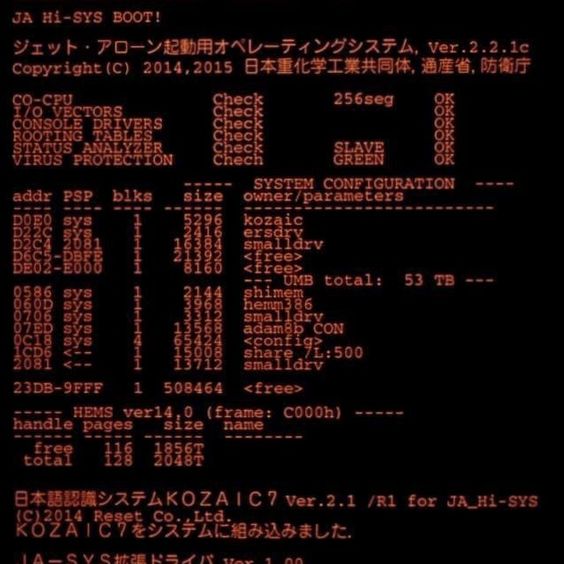 JA Hi-SYS BOOT!
ジェット・アローン起動用オペレーティングシステム, Ver.2.2.1c
Copyright(C) 2014,2015 日本重化学工業共同体, 通産省, 防衛庁
CO-CPU Check 256seg OK
I/O VECTORS Check OK
CONSOLE DRIVERS Check OK
ROOTING TABLES Check OK
STATUS ANALYZER Check SLAVE OK
VIRUS PROTECTION Chech GREEN OK
----- SYSTEM CONFIGURATION ----
addr PSP blks size owner/parameters
---- ---- ---- ------ ----------------------
D0E0 sys 1 5296 kozaic
D22C sys 1 2416 ersdrv
D2C4 2D81 1 16384 smalldrv
D6C5-DBFE 1 21392 <free>
DE02-E000 1 8160 <free>
--- UMB total: 53 TB ---
0586 sys 1 2144 shimem
060D sys 1 3968 hemm386
0706 sys 1 3312 smalldrv
07ED sys 1 13568 adam8b CON
0C18 sys 4 65424 <config>
1CD6 <-- 1 15008 share /L:500
2081 <-- 1 13712 smalldrv
23DB-9FFF 1 508464 <free>
----- HEMS ver14.0 (frame: C000h) -----
handle pages size name
------ ----- ------ --------
free 116 1856T
total 128 2048T
日本語認識システムKOZAIC7 Ver.2.1 /R1 for JA_Hi-SYS
(C)2014 Reset Co.,Ltd.
KOZAIC7をシステムに組み込みました.
JA-SYS拡張ドライバ Ver 1.00